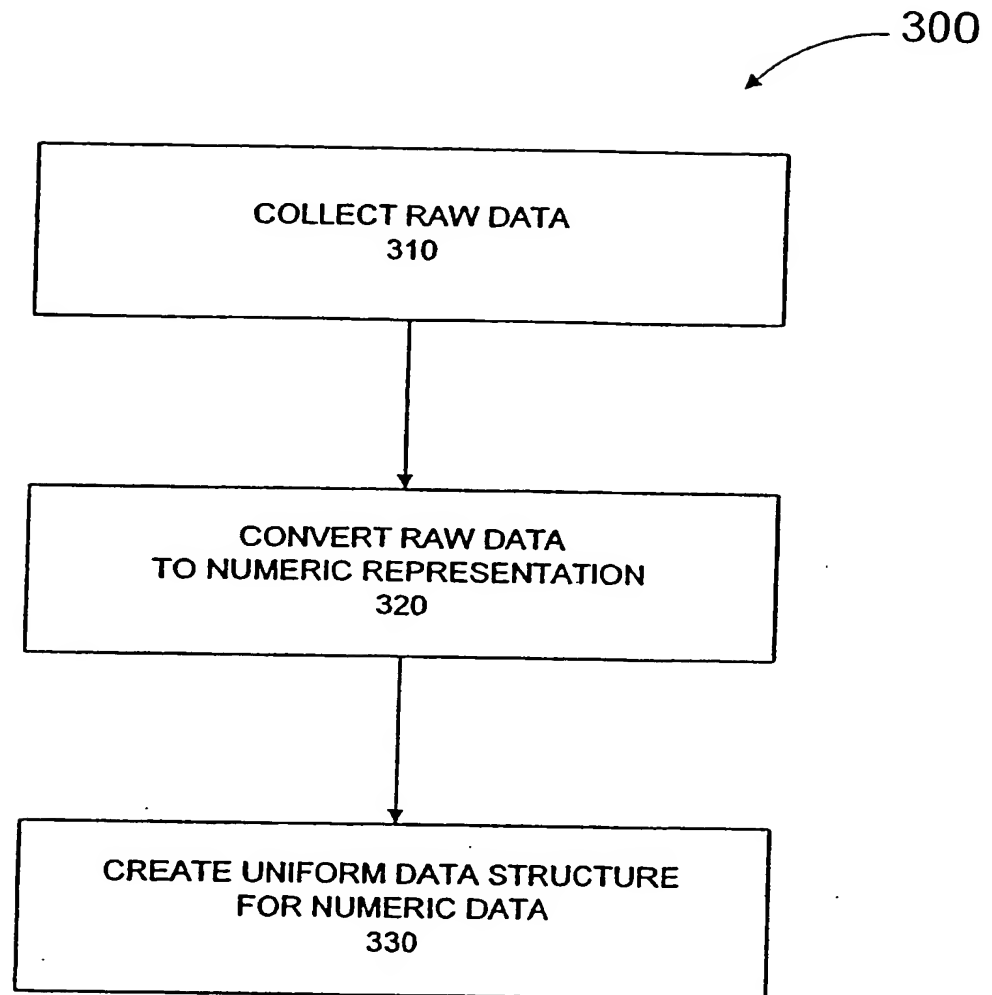 300
COLLECT RAW DATA
310
CONVERT RAW DATA
TO NUMERIC REPRESENTATION
320
CREATE UNIFORM DATA STRUCTURE
FOR NUMERIC DATA
330